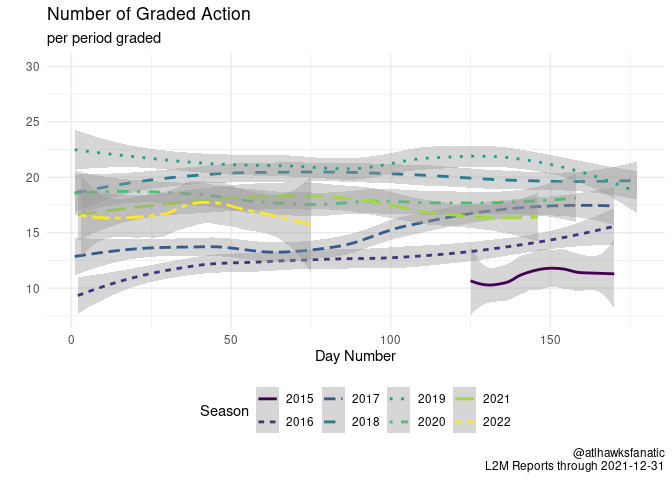 Number of Graded Action
per period graded
30
25
20
15
10
0 50 100 150
Day Number
Season
2015 2017 2019 2021
2016 2018 2020 2022
@atlhawksfanatic
L2M Reports through 2021-12-31